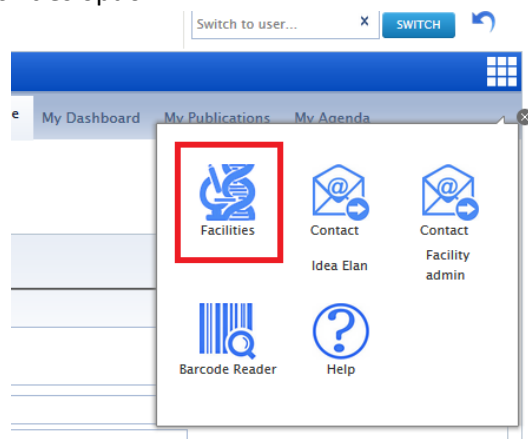 Switch to user... x SWITCH
e My Dashboard My Publications My Agenda
Facilities Contact Contact
Idea Elan Facility
admin
Barcode Reader Help